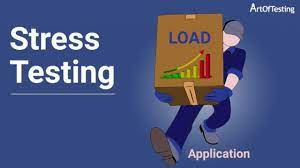 ArtOfTesting
Stress
Testing
LOAD
Application